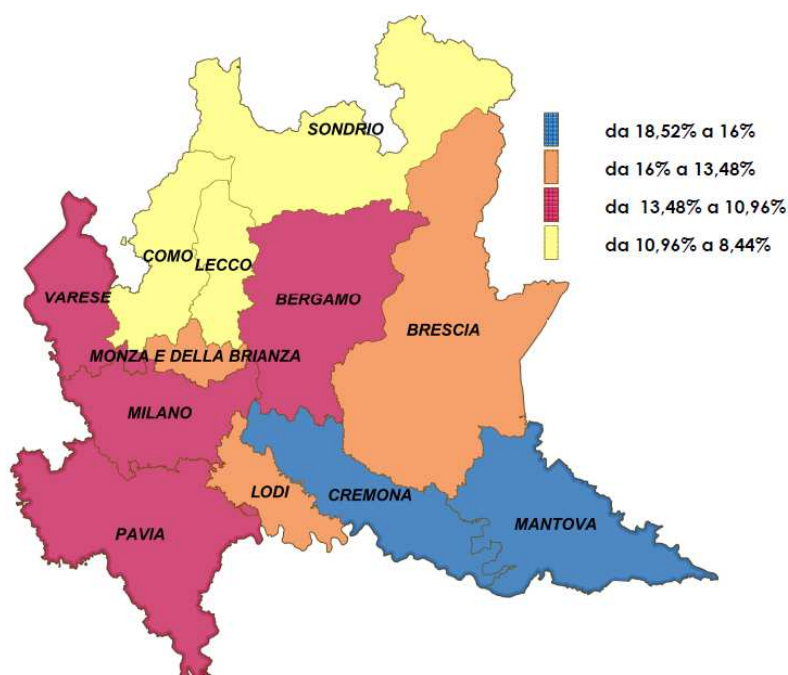 SONDRIO
da 18,52% a 16%
da 16% a 13,48%
da 13,48% a 10,96%
da 10,96% a 8,44%
COMO
LECCO
VARESE
BERGAMO
BRESCIA
MONZA E DELLA BRIANZA
MILANO
LODI
CREMONA
MANTOVA
PAVIA